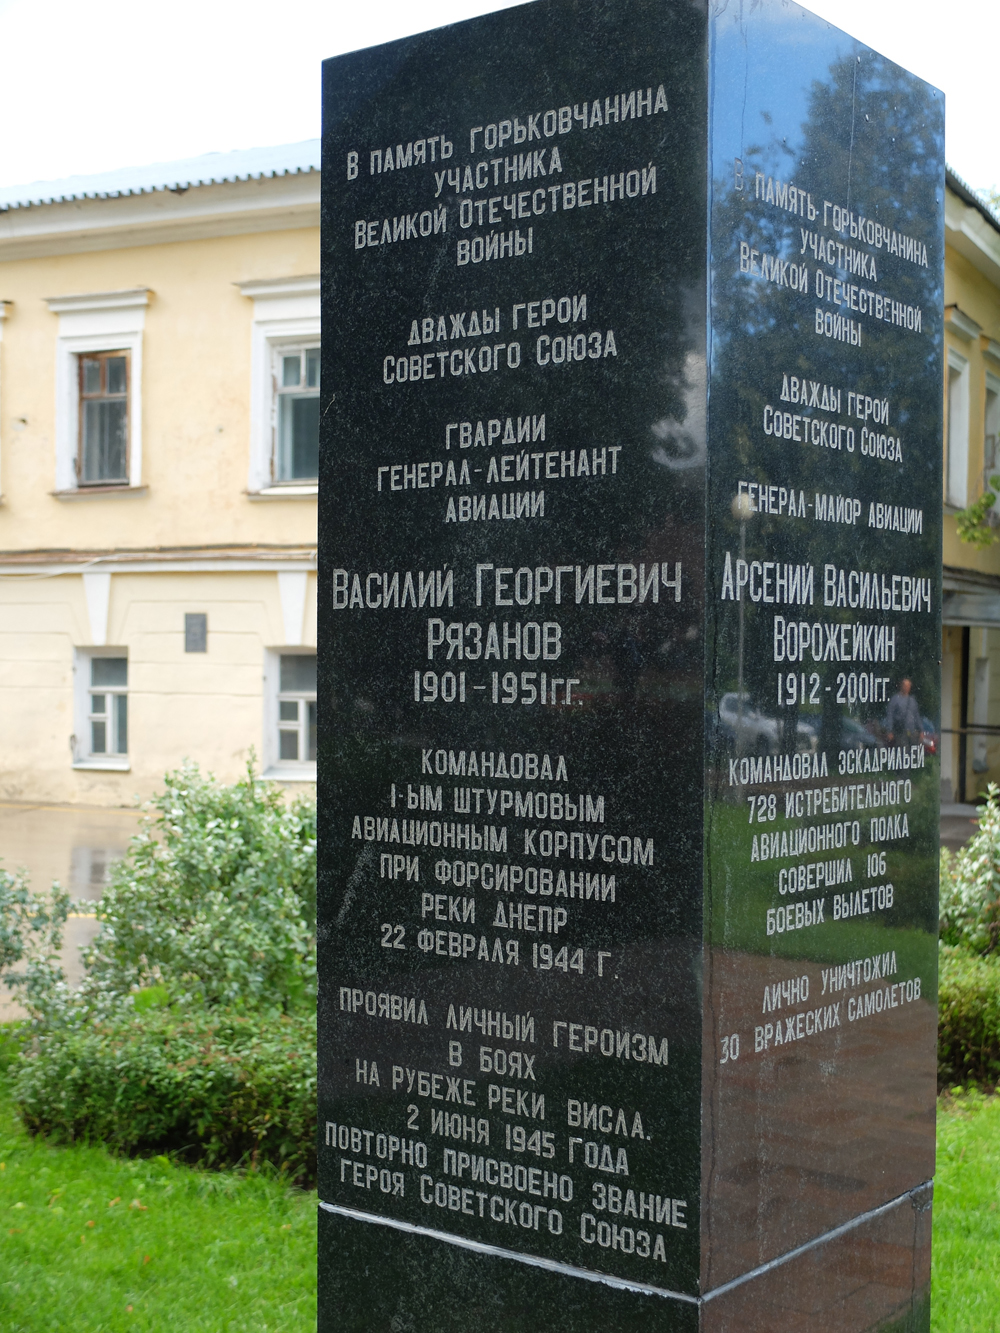 В ПАМЯТЬ ГОРЬКОВЧАНИНА
УЧАСТНИКА
ВЕЛИКОЙ ОТЕЧЕСТВЕННОЙ
ВОЙНЫ
ДВАЖДЫ ГЕРОЙ
СОВЕТСКОГО СОЮЗА
ГВАРДИИ
ГЕНЕРАЛ-ЛЕЙТЕНАНТ
АВИАЦИИ
ВАСИЛИЙ ГЕОРГИЕВИЧ
РЯЗАНОВ
1901-1951г.г.
КОМАНДОВАЛ
1-ЫМ ШТУРМОВЫМ
АВИАЦИОННЫМ КОРПУСОМ
ПРИ ФОРСИРОВАНИИ
РЕКИ ДНЕПР
22 ФЕВРАЛЯ 1944 Г.
ПРОЯВИЛ ЛИЧНЫЙ ГЕРОИЗМ
В БОЯХ
НА РУБЕЖЕ РЕКИ ВИСЛА.
2 ИЮНЯ 1945 ГОДА
ПОВТОРНО ПРИСВОЕНО ЗВАНИЕ
ГЕРОЯ СОВЕТСКОГО СОЮЗА
В ПАМЯТЬ ГОРЬКОВЧАНИНА
УЧАСТНИКА
ВЕЛИКОЙ ОТЕЧЕСТВЕННОЙ
ВОЙНЫ
ДВАЖДЫ ГЕРОЙ
СОВЕТСКОГО СОЮЗА
ГЕНЕРАЛ-МАЙОР АВИАЦИИ
АРСЕНИЙ ВАСИЛЬЕВИЧ
ВОРОЖЕЙКИН
1912-2001г.г.
КОМАНДОВАЛ ЭСКАДРИЛЬЕЙ
728 ИСТРЕБИТЕЛЬНОГО
АВИАЦИОННОГО ПОЛКА
СОВЕРШИЛ 106
БОЕВЫХ ВЫЛЕТОВ
ЛИЧНО УНИЧТОЖИЛ
30 ВРАЖЕСКИХ САМОЛЕТОВ